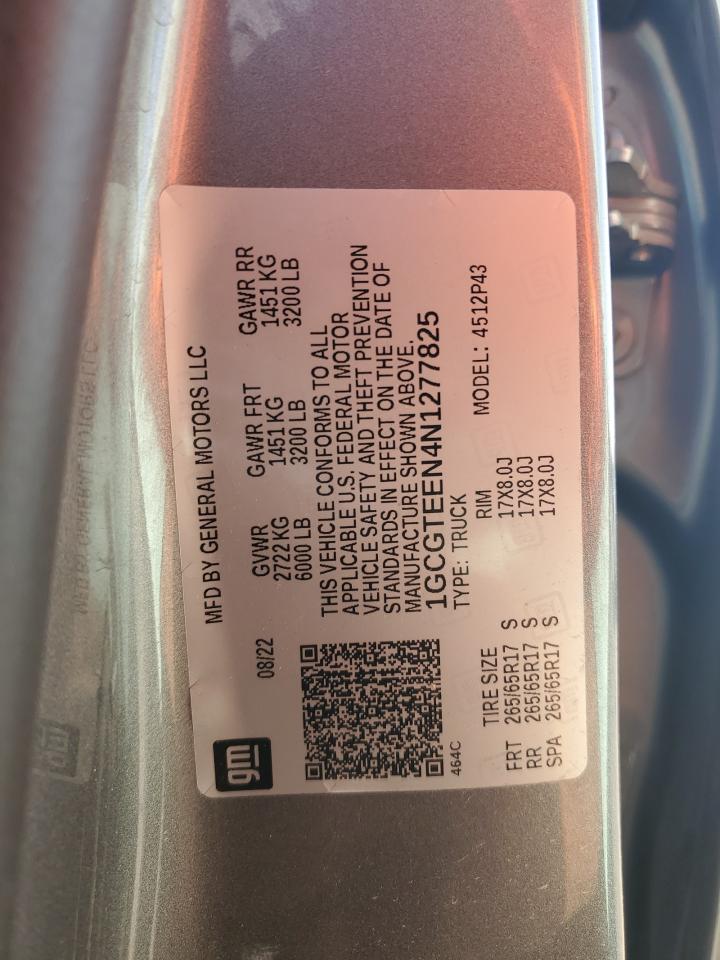 gm
MFD BY GENERAL MOTORS LLC
08/22
GVWR GAWR FRT GAWR RR
2722 KG 1451 KG 1451 KG
6000 LB 3200 LB 3200 LB
THIS VEHICLE CONFORMS TO ALL
APPLICABLE U.S. FEDERAL MOTOR
VEHICLE SAFETY AND THEFT PREVENTION
STANDARDS IN EFFECT ON THE DATE OF
MANUFACTURE SHOWN ABOVE.
1GCGTEEN4N1277825
464C
TYPE: TRUCK MODEL: 4512P43
TIRE SIZE RIM
FRT 265/65R17 S 17X8.0J
RR 265/65R17 S 17X8.0J
SPA 265/65R17 S 17X8.0J